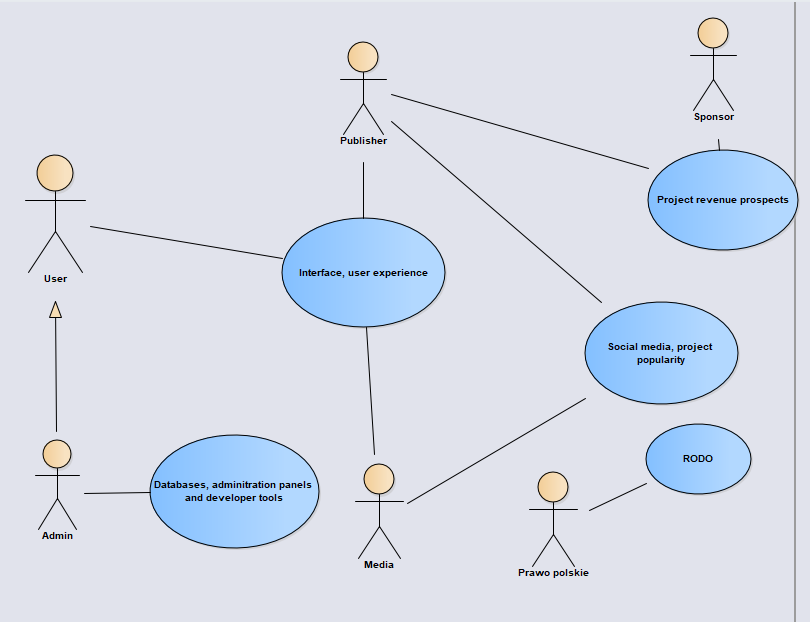 Sponsor
Publisher
Project revenue prospects
User
Interface, user experience
Social media, project
popularity
RODO
Databases, adminitration panels
and developer tools
Admin
Media
Prawo polskie